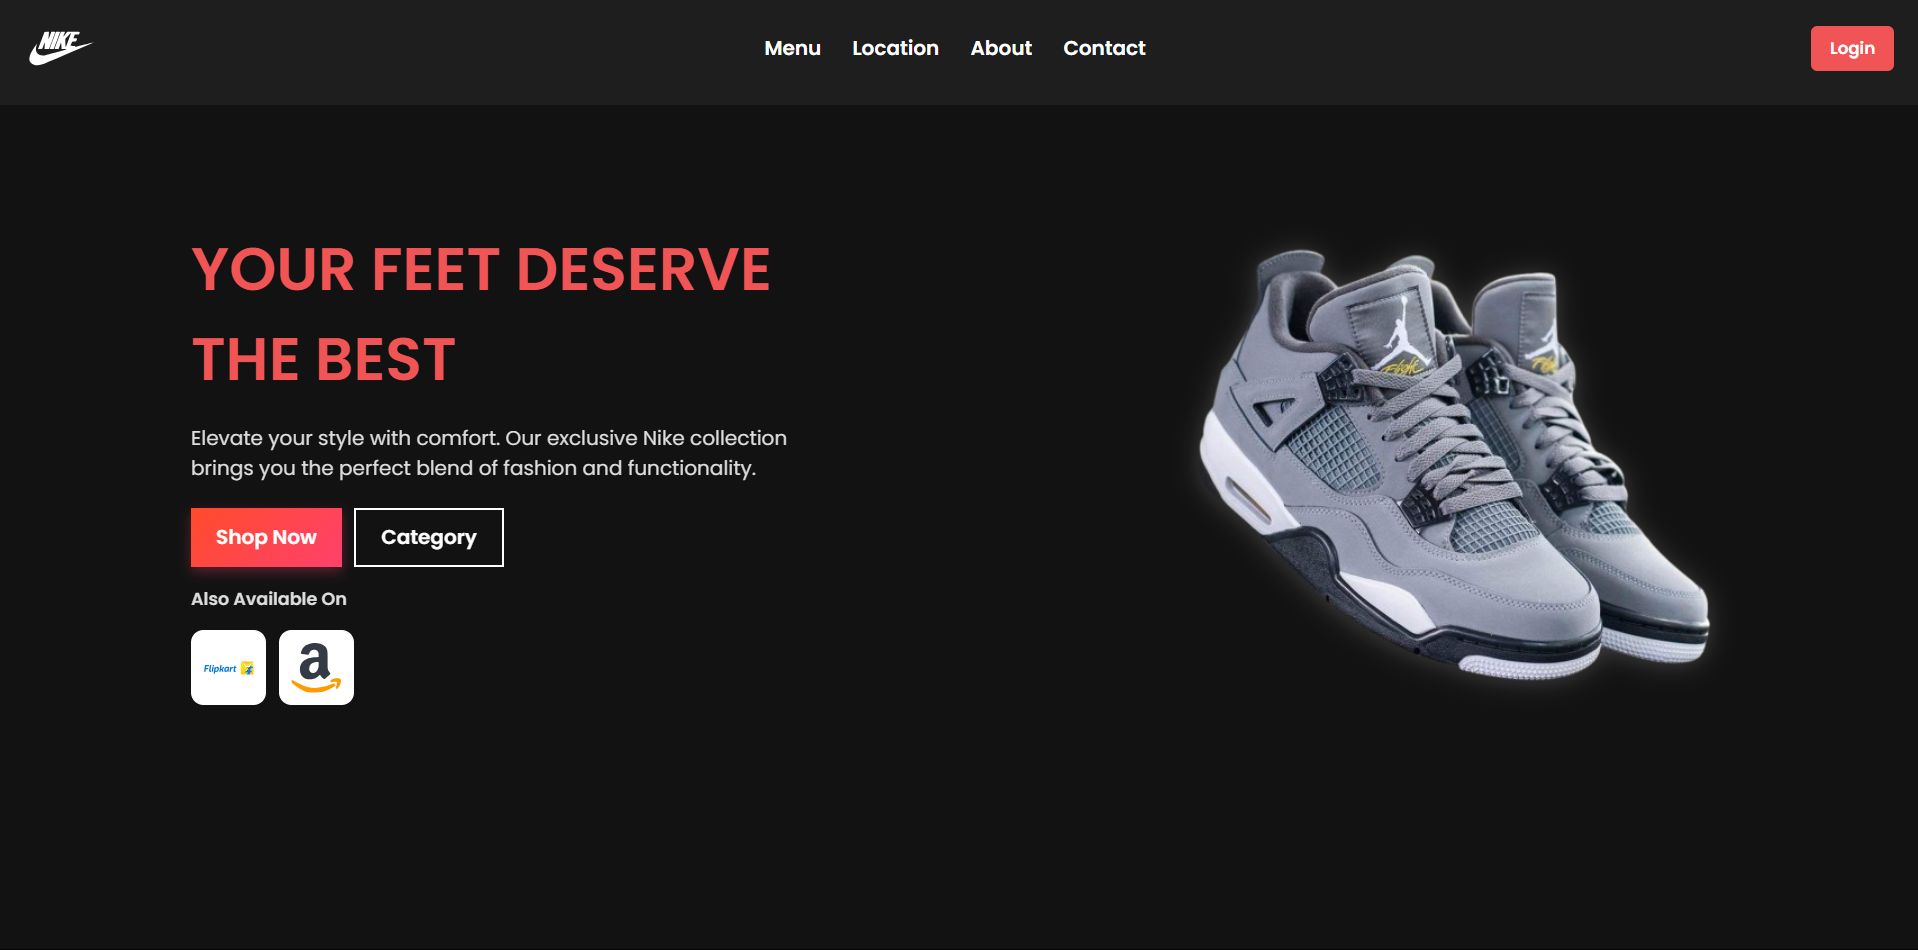 NIKE
Menu Location About Contact
Login
YOUR FEET DESERVE
THE BEST
Elevate your style with comfort. Our exclusive Nike collection
brings you the perfect blend of fashion and functionality.
Shop Now
Category
Also Available On
Flipkart
a
Flight